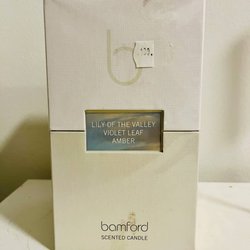 b
LILY OF THE VALLEY
VIOLET LEAF
AMBER
bamford
SCENTED CANDLE